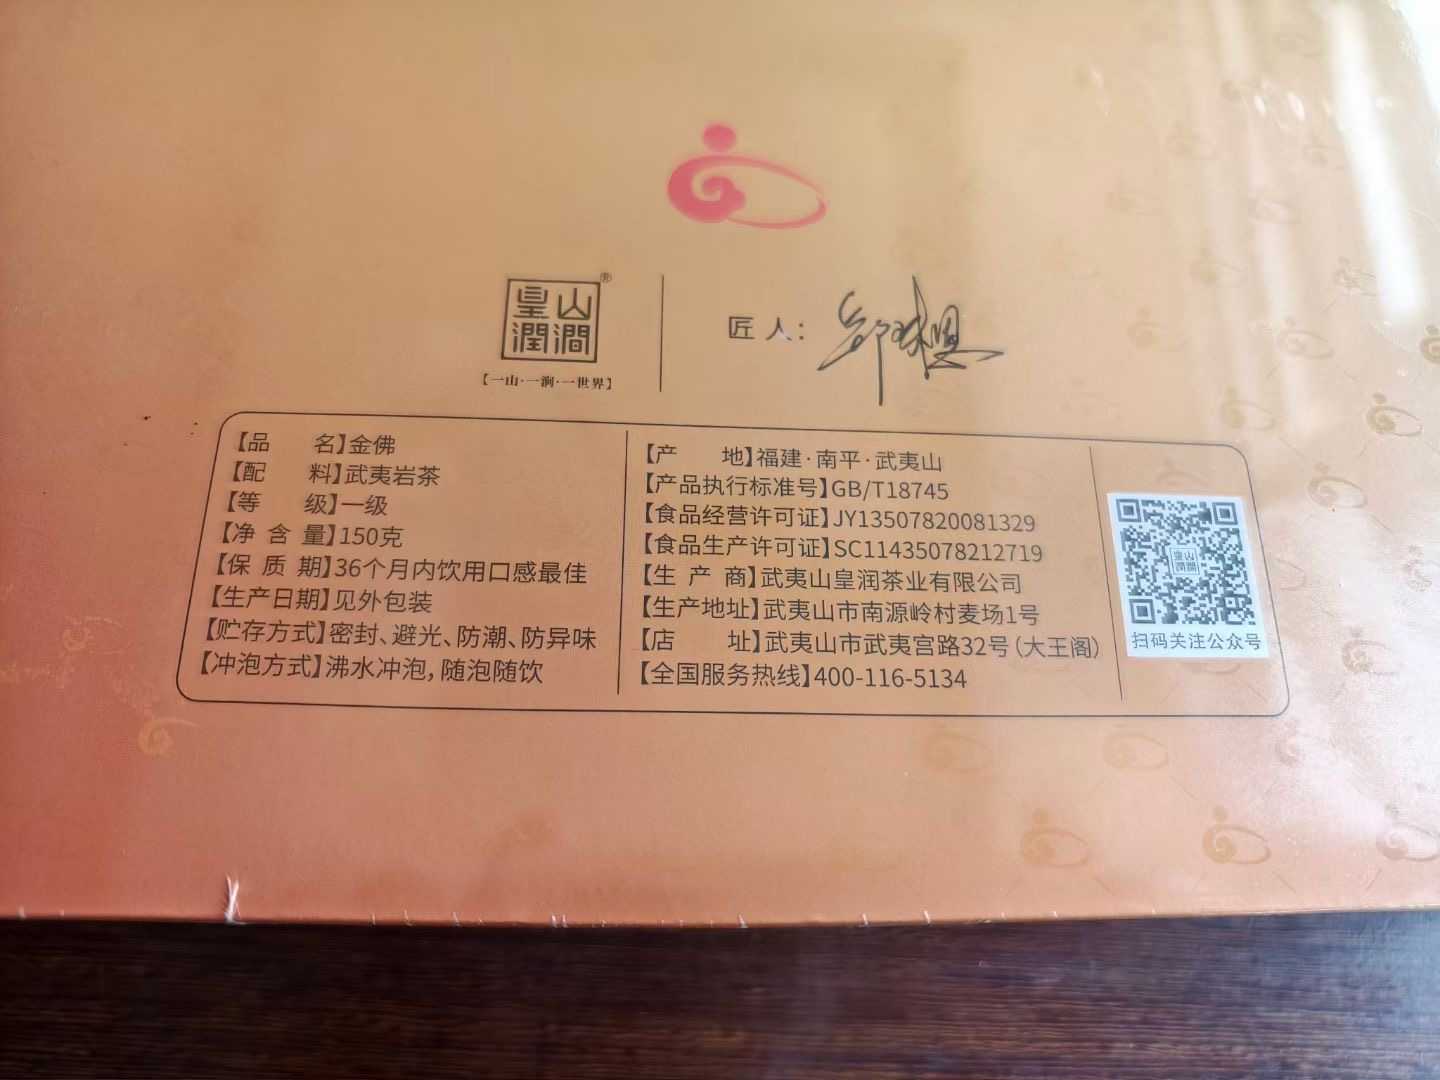 皇山
潤澗
®
【一山·一涧·一世界】
匠人：
【品名】金佛
【配料】武夷岩茶
【等级】一级
【净含量】150克
【保质期】36个月内饮用口感最佳
【生产日期】见外包装
【贮存方式】密封、避光、防潮、防异味
【冲泡方式】沸水冲泡，随泡随饮
【产地】福建·南平·武夷山
【产品执行标准号】GB/T18745
【食品经营许可证】JY13507820081329
【食品生产许可证】SC11435078212719
【生产商】武夷山皇润茶业有限公司
【生产地址】武夷山市南源岭村麦场1号
【店址】武夷山市武夷宫路32号（大王阁）
【全国服务热线】400-116-5134
皇山
潤澗
扫码关注公众号